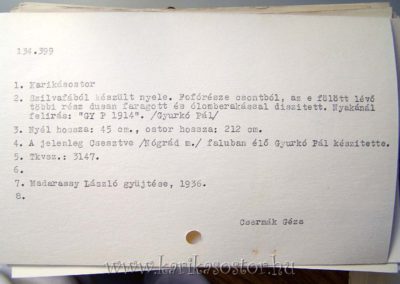 134.399
1. Karikásostor
2. Szilvafából készült nyele. Fofórésze csontból, az e fölött lévő
többi rész dusan faragott és ólomberakással díszitett. Nyakánál
felirás: "GY P 1914". /Gyurkó Pál/
3. Nyél hossza: 45 cm., ostor hossza: 212 cm.
4. A jelenleg Csesztve /Nógrád m./ faluban élő Gyurkó Pál készitette.
5. Tkvsz.: 3147.
6.
7. Madarassy László gyüjtése, 1936.
8.
Csermák Géza
www.karikasostor.hu